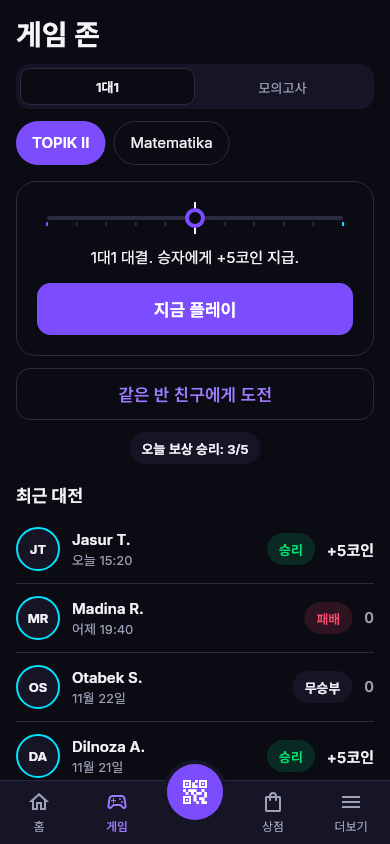 게임 존
1대1
모의고사
TOPIK II
Matematika
1대1 대결. 승자에게 +5코인 지급.
지금 플레이
같은 반 친구에게 도전
오늘 보상 승리: 3/5
최근 대전
JT
Jasur T.
오늘 15:20
승리
+5코인
MR
Madina R.
어제 19:40
패배
0
OS
Otabek S.
11월 22일
무승부
0
DA
Dilnoza A.
11월 21일
승리
+5코인
홈
게임
상점
더보기